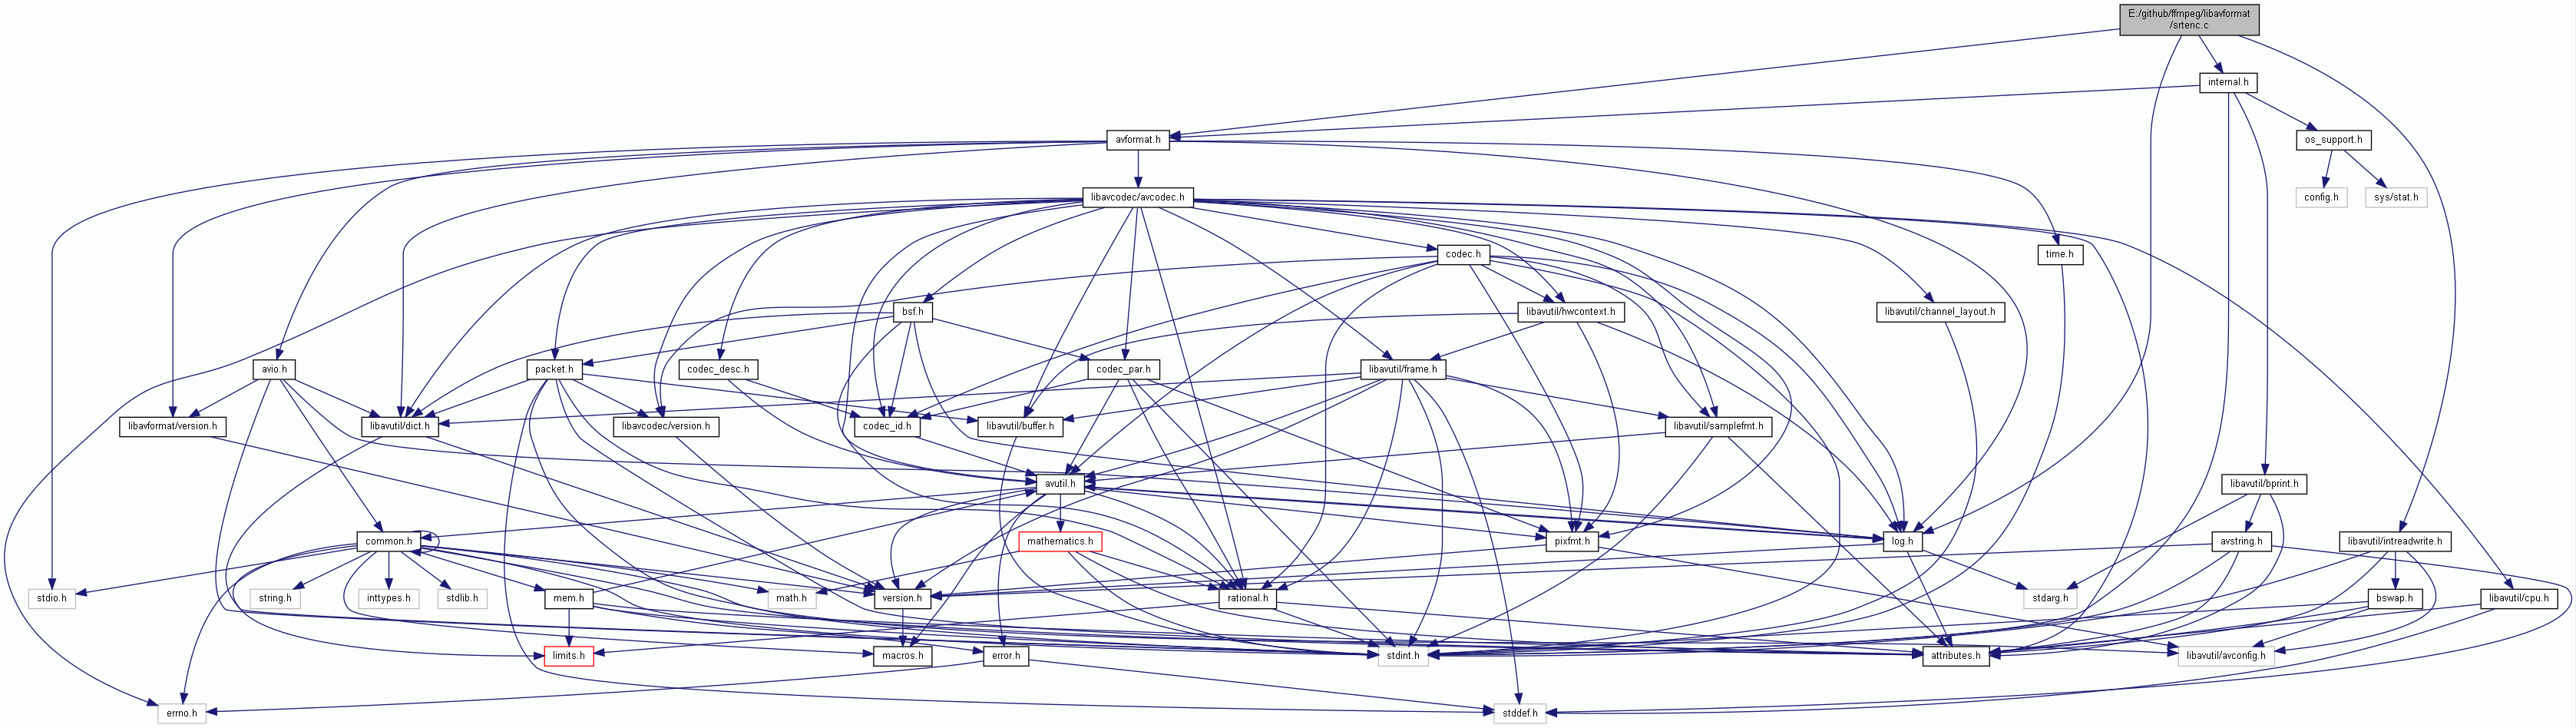 E:/github/ffmpeg/libavformat
/srtenc.c
internal.h
avformat.h
os_support.h
libavcodec/avcodec.h
config.h
sys/stat.h
codec.h
time.h
bsf.h
libavutil/hwcontext.h
libavutil/channel_layout.h
avio.h
packet.h
codec_desc.h
codec_par.h
libavutil/frame.h
libavformat/version.h
libavutil/dict.h
libavcodec/version.h
codec_id.h
libavutil/buffer.h
libavutil/samplefmt.h
avutil.h
libavutil/bprint.h
common.h
mathematics.h
pixfmt.h
log.h
avstring.h
libavutil/intreadwrite.h
stdio.h
string.h
inttypes.h
stdlib.h
mem.h
math.h
version.h
rational.h
stdarg.h
bswap.h
libavutil/cpu.h
limits.h
macros.h
error.h
stdint.h
attributes.h
libavutil/avconfig.h
errno.h
stddef.h